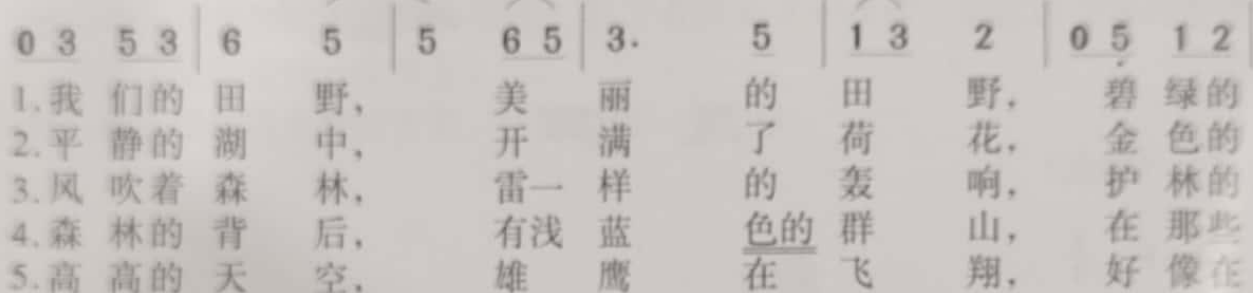 0 3 5 3 | 6 5 | 5 6 5 | 3. 5 | 1 3 2 | 0 5 1 2
1.我 们的 田 野， 美 丽 的 田 野， 碧 绿的
2.平 静的 湖 中， 开 满 了 荷 花， 金 色的
3.风 吹着 森 林， 雷一 样 的 轰 响， 护 林的
4.森 林的 背 后， 有浅 蓝 色的 群 山， 在 那些
5.高 高的 天 空， 雄 鹰 在 飞 翔， 好 像在